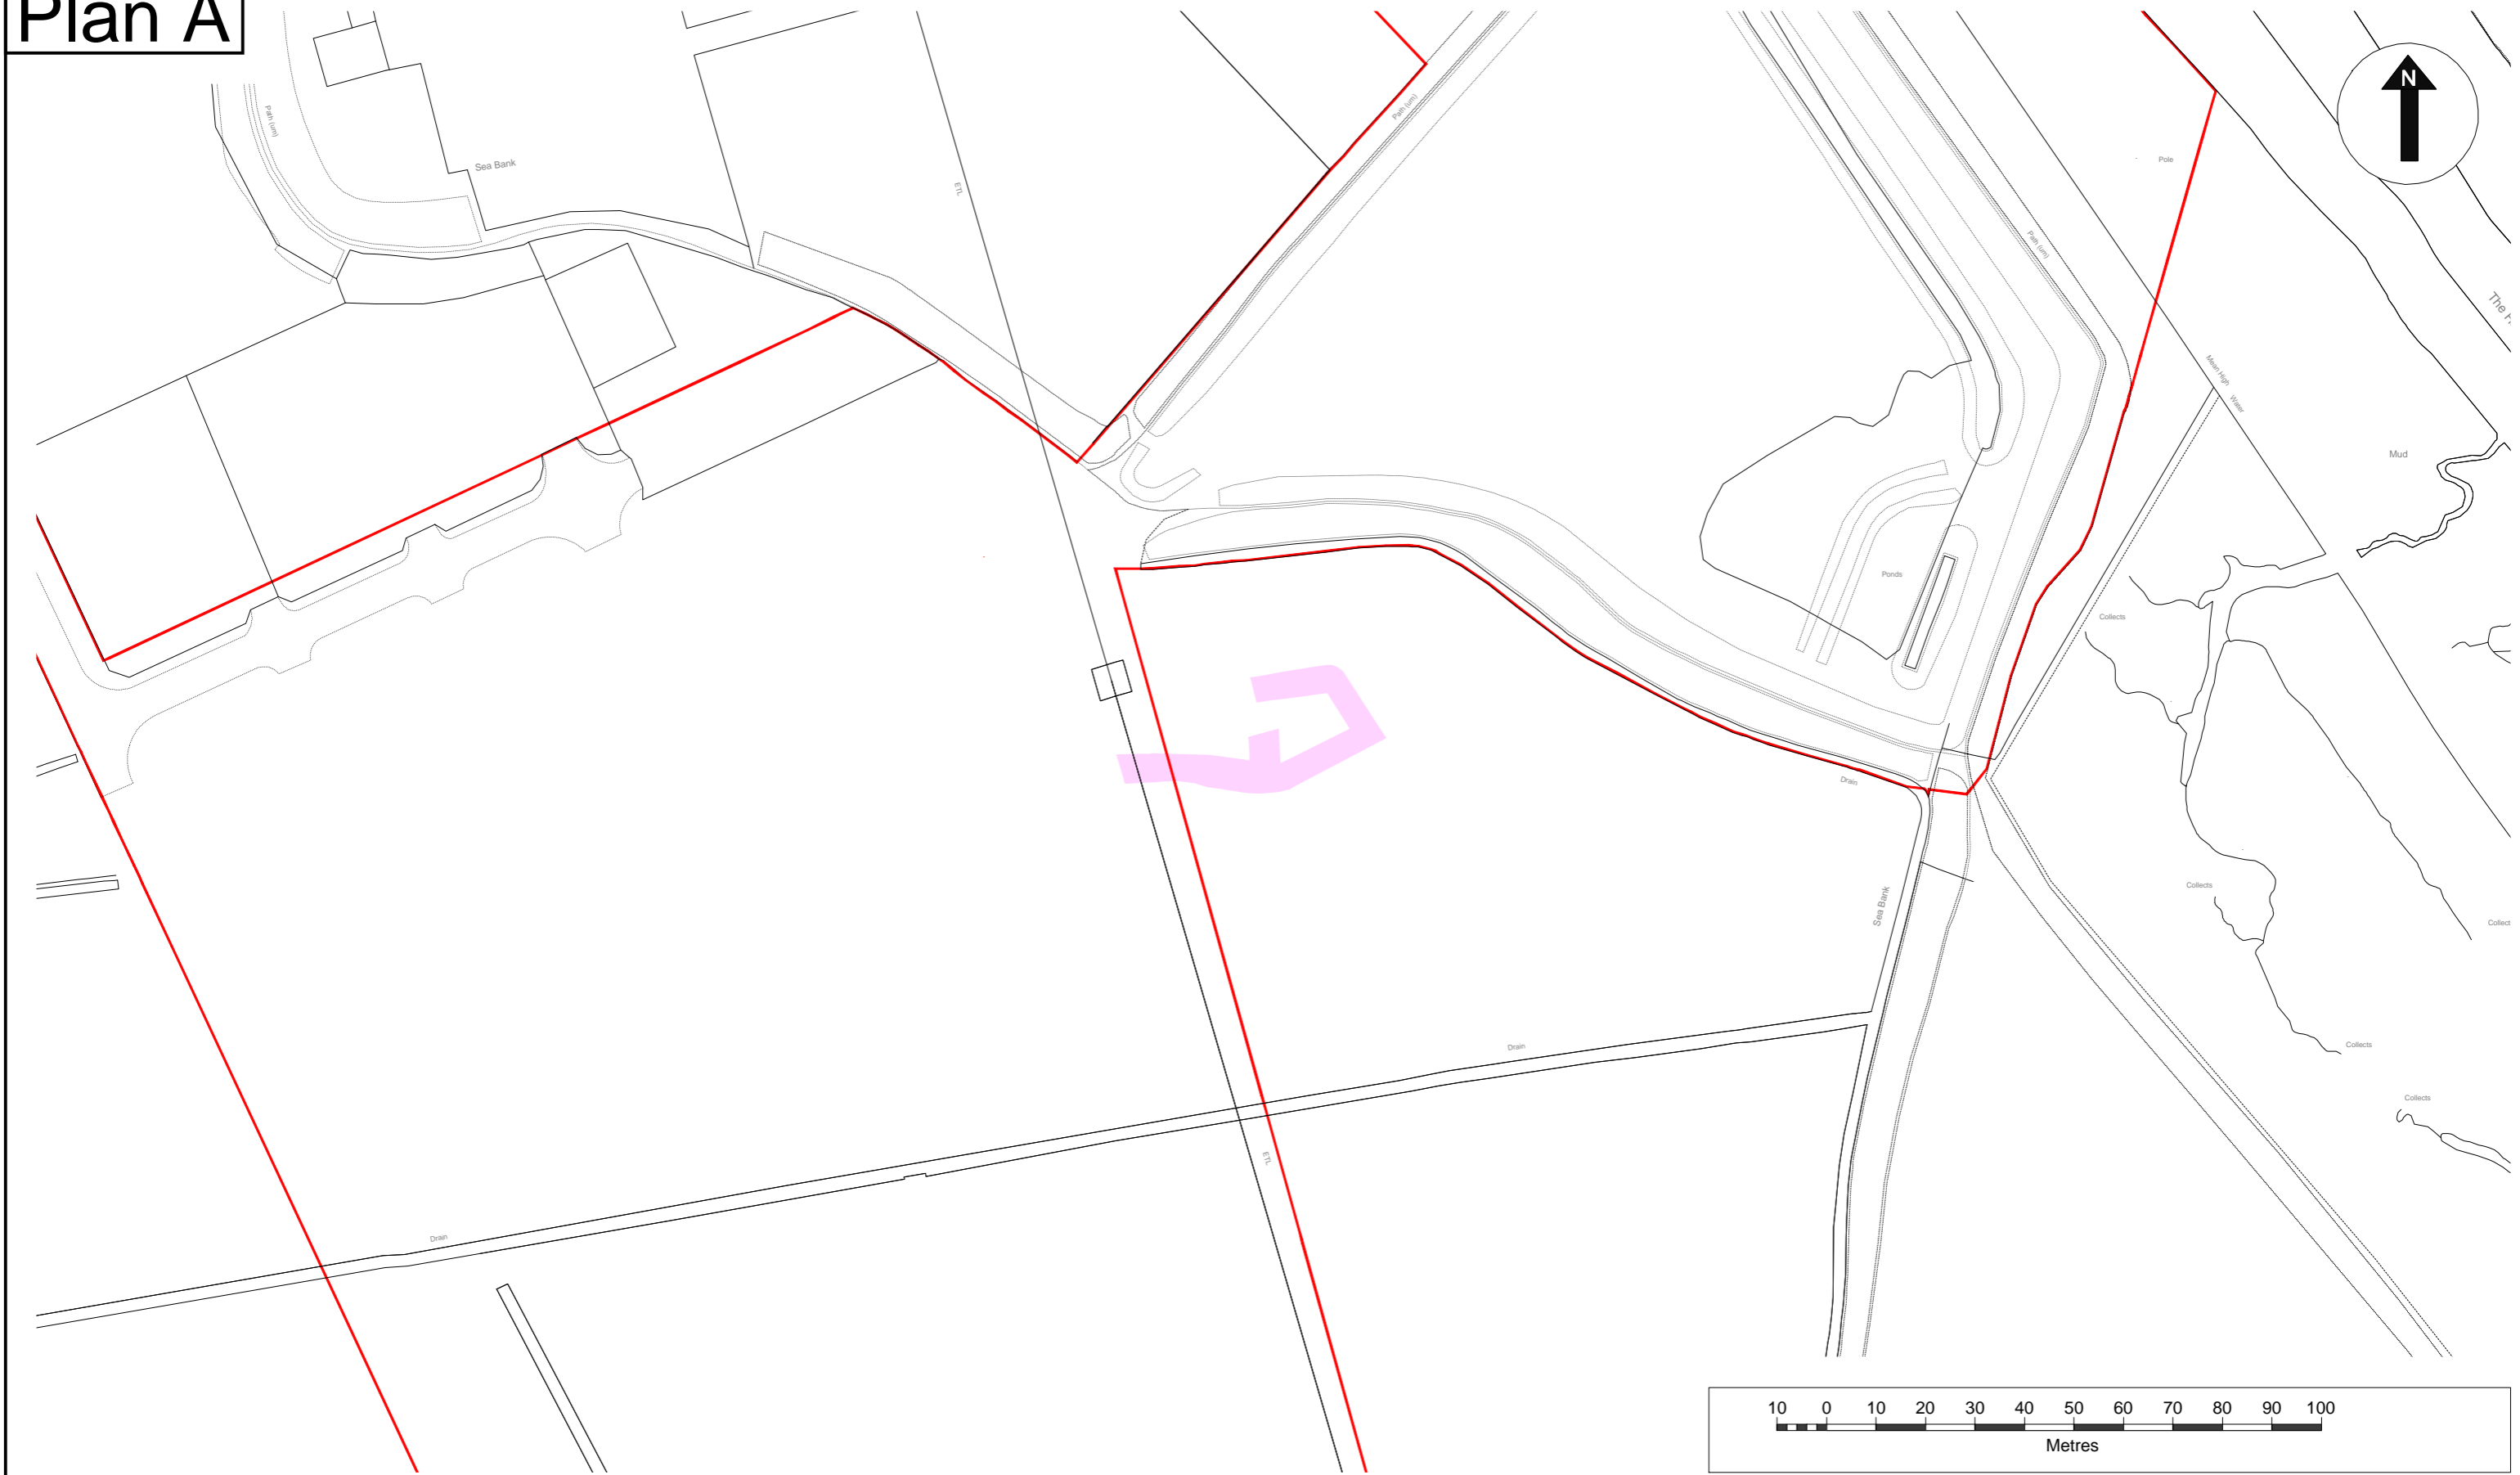 Plan A
N
Path (um)
Sea Bank
ETL
Path (um)
Pole
Path (um)
The
Mean High
Water
Mud
Ponds
Collects
Drain
Sea Bank
Collects
Collect
Drain
Collects
Collects
ETL
Drain
10 0 10 20 30 40 50 60 70 80 90 100
Metres